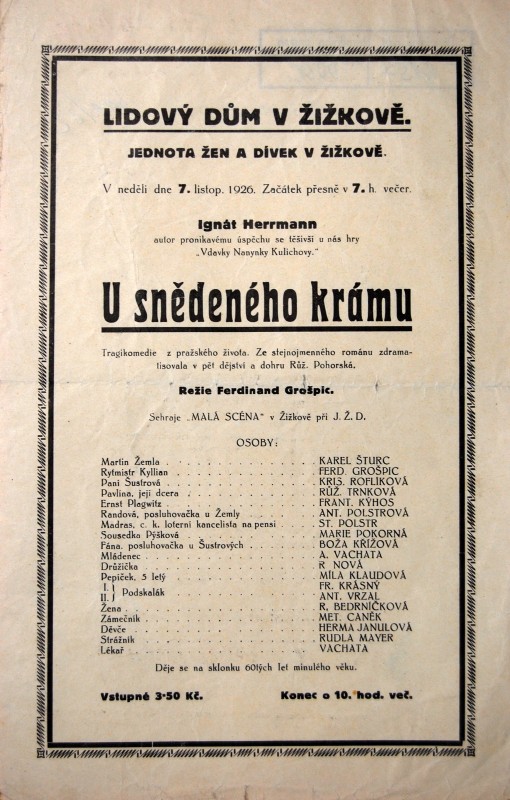 LIDOVÝ DŮM V ŽIŽKOVĚ.
JEDNOTA ŽEN A DÍVEK V ŽIŽKOVĚ.
V neděli dne 7. listop. 1926. Začátek přesně v 7. h. večer.
Ignát Herrmann
autor pronikavému úspěchu se těšivší u nás hry
„Vdavky Nanynky Kulichovy."
U snědeného krámu
Tragikomedie z pražského života. Ze stejnojmenného románu zdrama-
tisovala v pět dějství a dohru Růž. Pohorská.
Režie Ferdinand Grošpic.
Sehraje „MALÁ SCÉNA" v Žižkově při J. Ž. D.
OSOBY:
Martin Žemla . . . . . . . . . . . . . KAREL ŠTURC
Rytmistr Kyllian . . . . . . . . . . . . . FERD. GROŠPIC
Paní Šustrová . . . . . . . . . . . . . KRIS. ROFLÍKOVÁ
Pavlina, její dcera . . . . . . . . . . . . . RŮŽ. TRNKOVÁ
Ernst Plagwitz . . . . . . . . . . . . . FRANT. KÝHOS
Randová, posluhovačka u Žemly . . . . . . . . ANT. POLSTROVÁ
Madras, c. k. loterní kancelista na pensi . . . . . ST. POLSTR
Sousedka Pýšková . . . . . . . . . . . . MARIE POKORNÁ
Fána, posluhovačka u Šustrových . . . . . . . . BOŽA KŘÍŽOVÁ
Mládenec . . . . . . . . . . . . . A. VACHATA
Družička . . . . . . . . . . . . . R NOVÁ
Pepíček, 5 letý . . . . . . . . . . . . . MÍLA KLAUDOVÁ
I. } Podskalák . . . . . . . . . . . . . FR. KRÁSNÝ
II. } . . . . . . . . . . . . . ANT. VRZAL
Žena . . . . . . . . . . . . . R, BEDRNÍČKOVÁ
Zámečník . . . . . . . . . . . . . MET. CANĚK
Děvče . . . . . . . . . . . . . HERMA JANULOVÁ
Strážník . . . . . . . . . . . . . RUDLA MAYER
Lékař . . . . . . . . . . . . . VACHATA
Děje se na sklonku 60tých let minulého věku.
Vstupné 3·50 Kč. Konec o 10. hod. več.